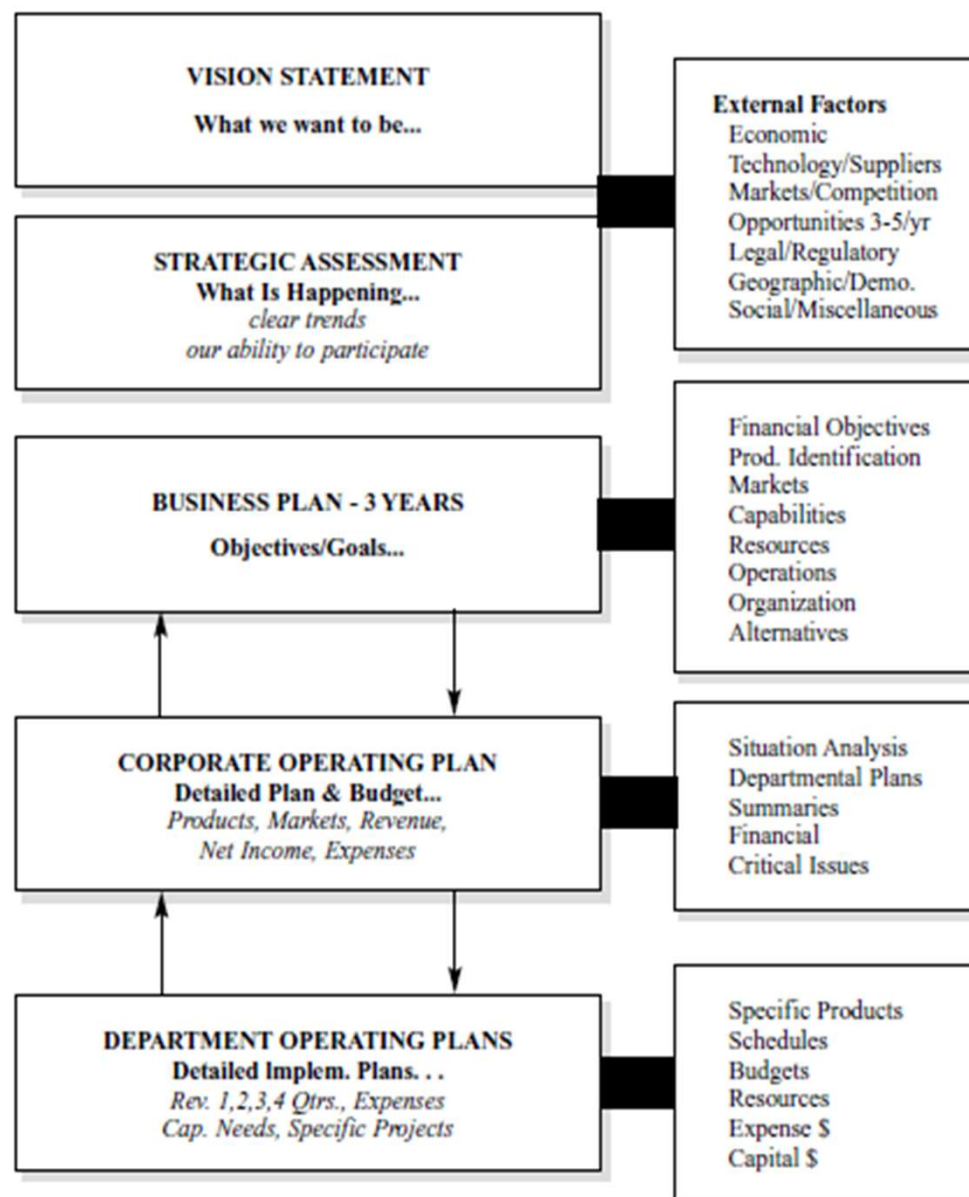 VISION STATEMENT
What we want to be...
External Factors
Economic
Technology/Suppliers
Markets/Competition
Opportunities 3-5/yr
Legal/Regulatory
Geographic/Demo.
Social/Miscellaneous
STRATEGIC ASSESSMENT
What Is Happening...
clear trends
our ability to participate
BUSINESS PLAN - 3 YEARS
Objectives/Goals...
Financial Objectives
Prod. Identification
Markets
Capabilities
Resources
Operations
Organization
Alternatives
CORPORATE OPERATING PLAN
Detailed Plan & Budget...
Products, Markets, Revenue,
Net Income, Expenses
Situation Analysis
Departmental Plans
Summaries
Financial
Critical Issues
DEPARTMENT OPERATING PLANS
Detailed Implem. Plans. . .
Rev. 1,2,3,4 Qtrs., Expenses
Cap. Needs, Specific Projects
Specific Products
Schedules
Budgets
Resources
Expense $
Capital $